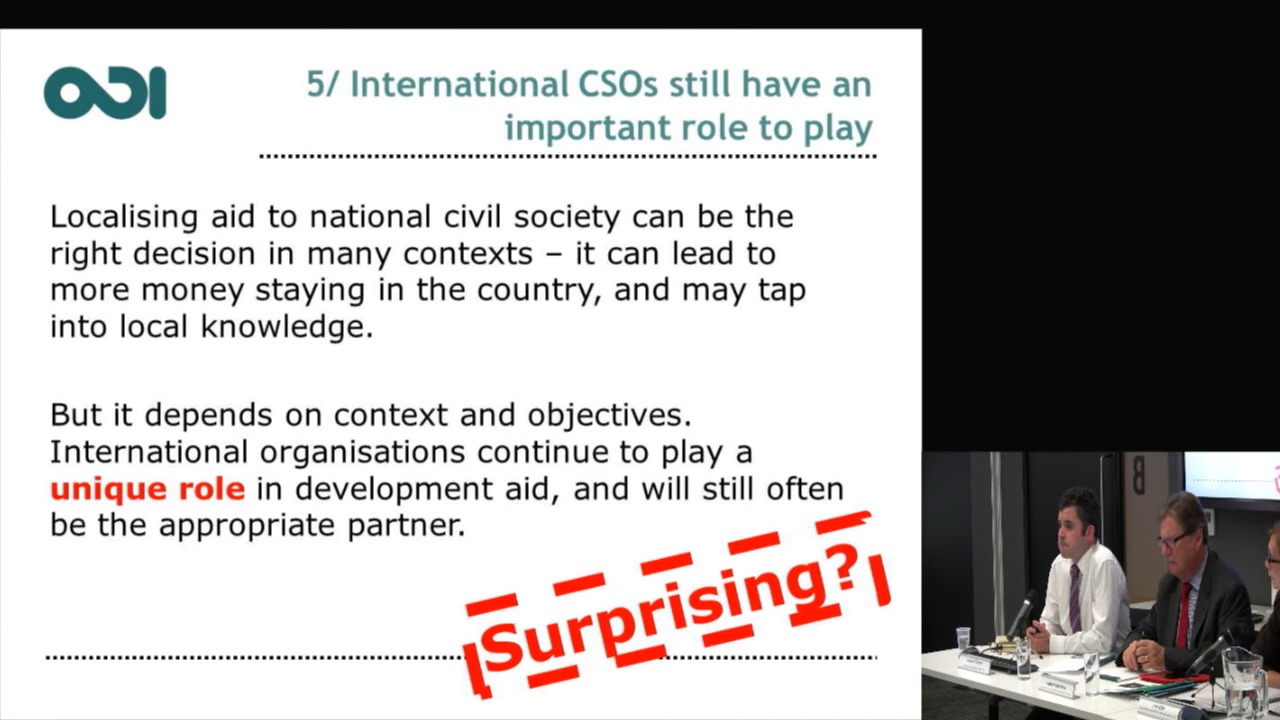 ODI
5/ International CSOs still have an
important role to play
Localising aid to national civil society can be the
right decision in many contexts – it can lead to
more money staying in the country, and may tap
into local knowledge.
But it depends on context and objectives.
International organisations continue to play a
unique role in development aid, and will still often
be the appropriate partner.
Surprising?
B